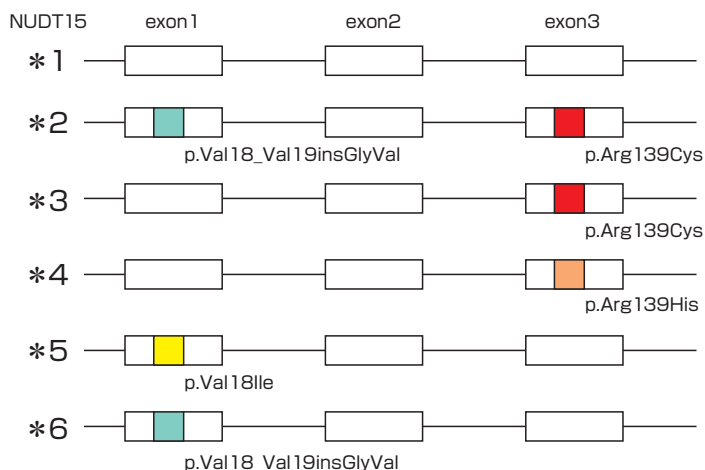 NUDT15 exon1 exon2 exon3
*1
*2
p.Val18_Val19insGlyVal p.Arg139Cys
*3
p.Arg139Cys
*4
p.Arg139His
*5
p.Val18Ile
*6
p.Val18_Val19insGlyVal